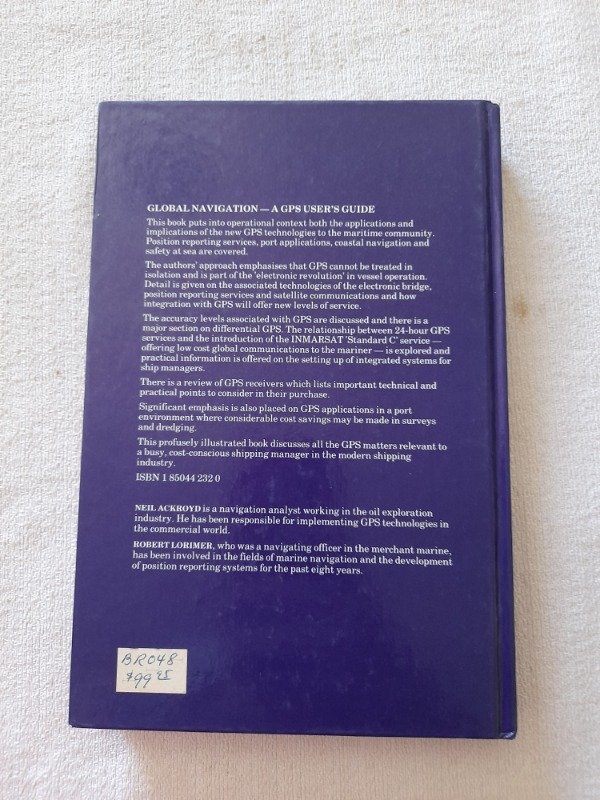 GLOBAL NAVIGATION — A GPS USER'S GUIDE
This book puts into operational context both the applications and
implications of the new GPS technologies to the maritime community.
Position reporting services, port applications, coastal navigation and
safety at sea are covered.
The authors' approach emphasises that GPS cannot be treated in
isolation and is part of the 'electronic revolution' in vessel operation.
Detail is given on the associated technologies of the electronic bridge,
position reporting services and satellite communications and how
integration with GPS will offer new levels of service.
The accuracy levels associated with GPS are discussed and there is a
major section on differential GPS. The relationship between 24-hour GPS
services and the introduction of the INMARSAT 'Standard C' service —
offering low cost global communications to the mariner — is explored and
practical information is offered on the setting up of integrated systems for
ship managers.
There is a review of GPS receivers which lists important technical and
practical points to consider in their purchase.
Significant emphasis is also placed on GPS applications in a port
environment where considerable cost savings may be made in surveys
and dredging.
This profusely illustrated book discusses all the GPS matters relevant to
a busy, cost-conscious shipping manager in the modern shipping
industry.
ISBN 1 85044 232 0
NEIL ACKROYD is a navigation analyst working in the oil exploration
industry. He has been responsible for implementing GPS technologies in
the commercial world.
ROBERT LORIMER, who was a navigating officer in the merchant marine,
has been involved in the fields of marine navigation and the development
of position reporting systems for the past eight years.
BR048
$99 25